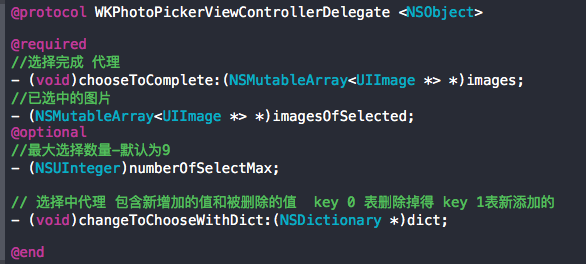 @protocol WKPhotoPickerViewControllerDelegate <NSObject>
@required
//选择完成 代理
- (void)chooseToComplete:(NSMutableArray<UIImage *> *)images;
//已选中的图片
- (NSMutableArray<UIImage *> *)imagesOfSelected;
@optional
//最大选择数量-默认为9
- (NSUInteger)numberOfSelectMax;
// 选择中代理 包含新增加的值和被删除的值  key 0 表删除掉得 key 1表新添加的
- (void)changeToChooseWithDict:(NSDictionary *)dict;
@end